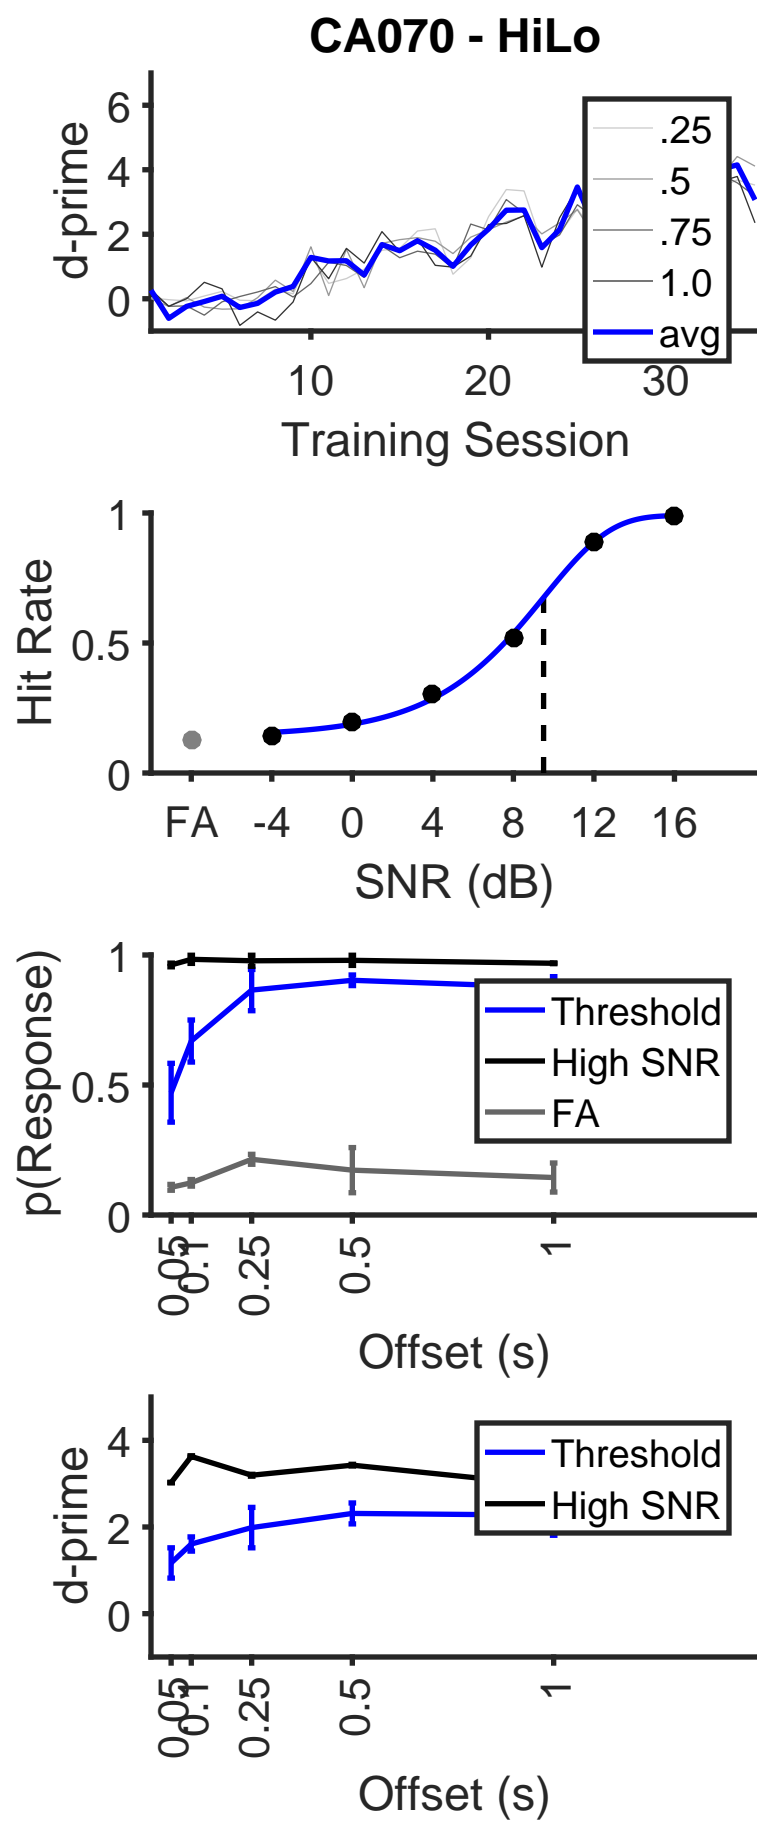 CA070 - HiLo
6
4
2
0
d-prime
.25
.5
.75
1.0
avg
10 20 30
Training Session
1
0.5
0
Hit Rate
FA -4 0 4 8 12 16
SNR (dB)
1
0.5
0
p(Response)
Threshold
High SNR
FA
0.05 0.1 0.25 0.5 1
Offset (s)
4
2
0
d-prime
Threshold
High SNR
0.05 0.1 0.25 0.5 1
Offset (s)